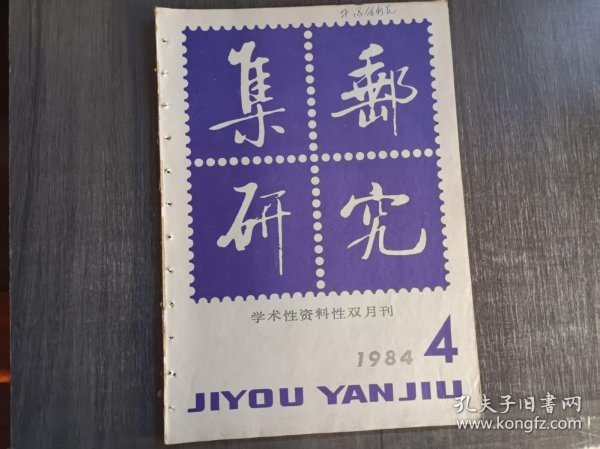 集郵
研究
学术性资料性双月刊
1984 4
JIYOU YANJIU
孔夫子旧书网
www.kongfz.com